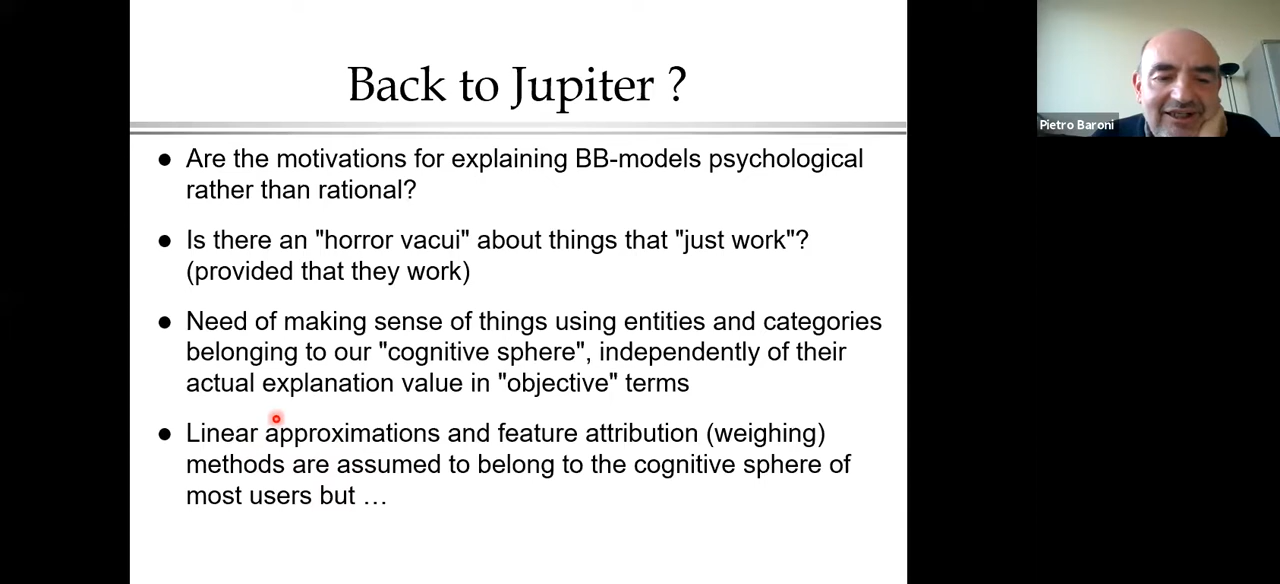 Back to Jupiter ?
Pietro Baroni
● Are the motivations for explaining BB-models psychological
rather than rational?
● Is there an "horror vacui" about things that "just work"?
(provided that they work)
● Need of making sense of things using entities and categories
belonging to our "cognitive sphere", independently of their
actual explanation value in "objective" terms
● Linear approximations and feature attribution (weighing)
methods are assumed to belong to the cognitive sphere of
most users but …